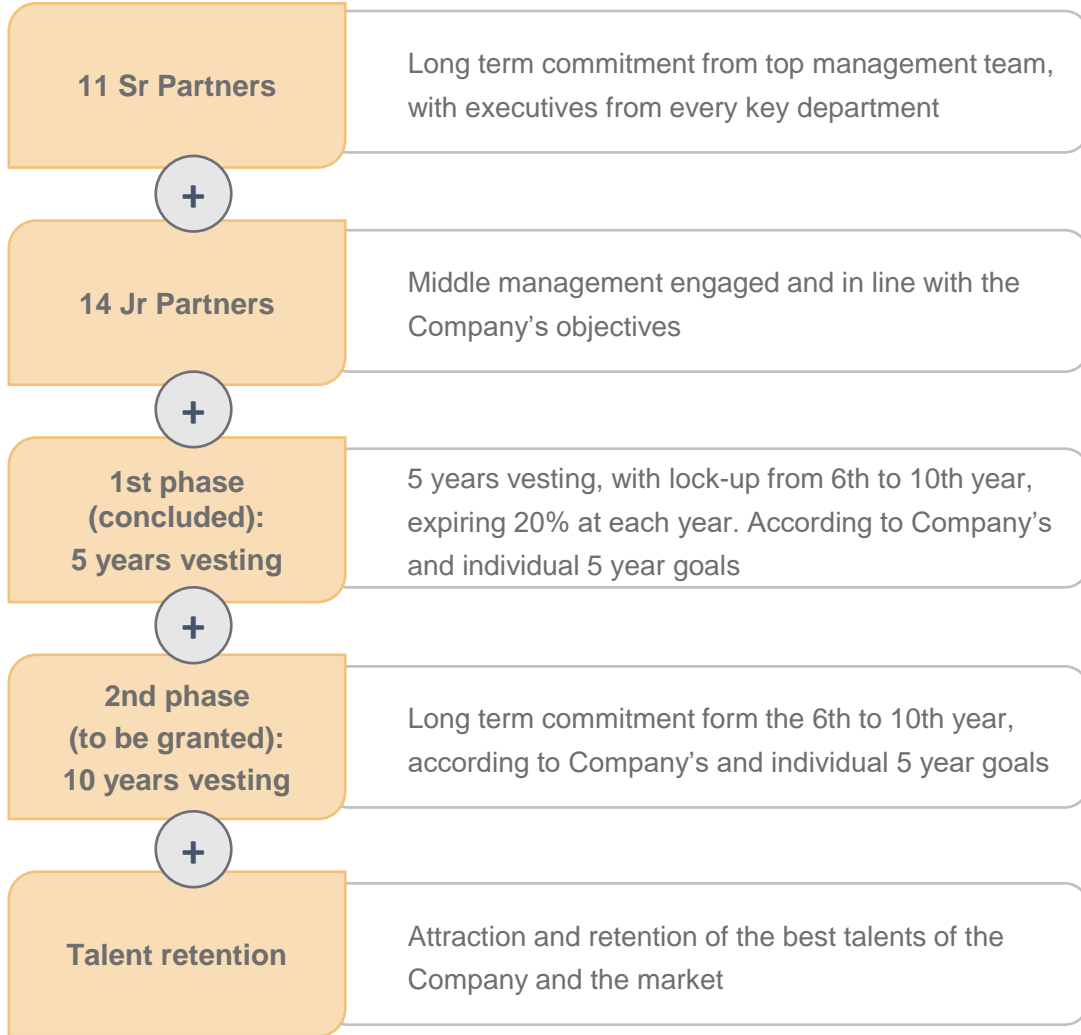 11 Sr Partners
Long term commitment from top management team,
with executives from every key department
+
14 Jr Partners
Middle management engaged and in line with the
Company’s objectives
+
1st phase
(concluded):
5 years vesting
5 years vesting, with lock-up from 6th to 10th year,
expiring 20% at each year. According to Company’s
and individual 5 year goals
+
2nd phase
(to be granted):
10 years vesting
Long term commitment form the 6th to 10th year,
according to Company’s and individual 5 year goals
+
Talent retention
Attraction and retention of the best talents of the
Company and the market